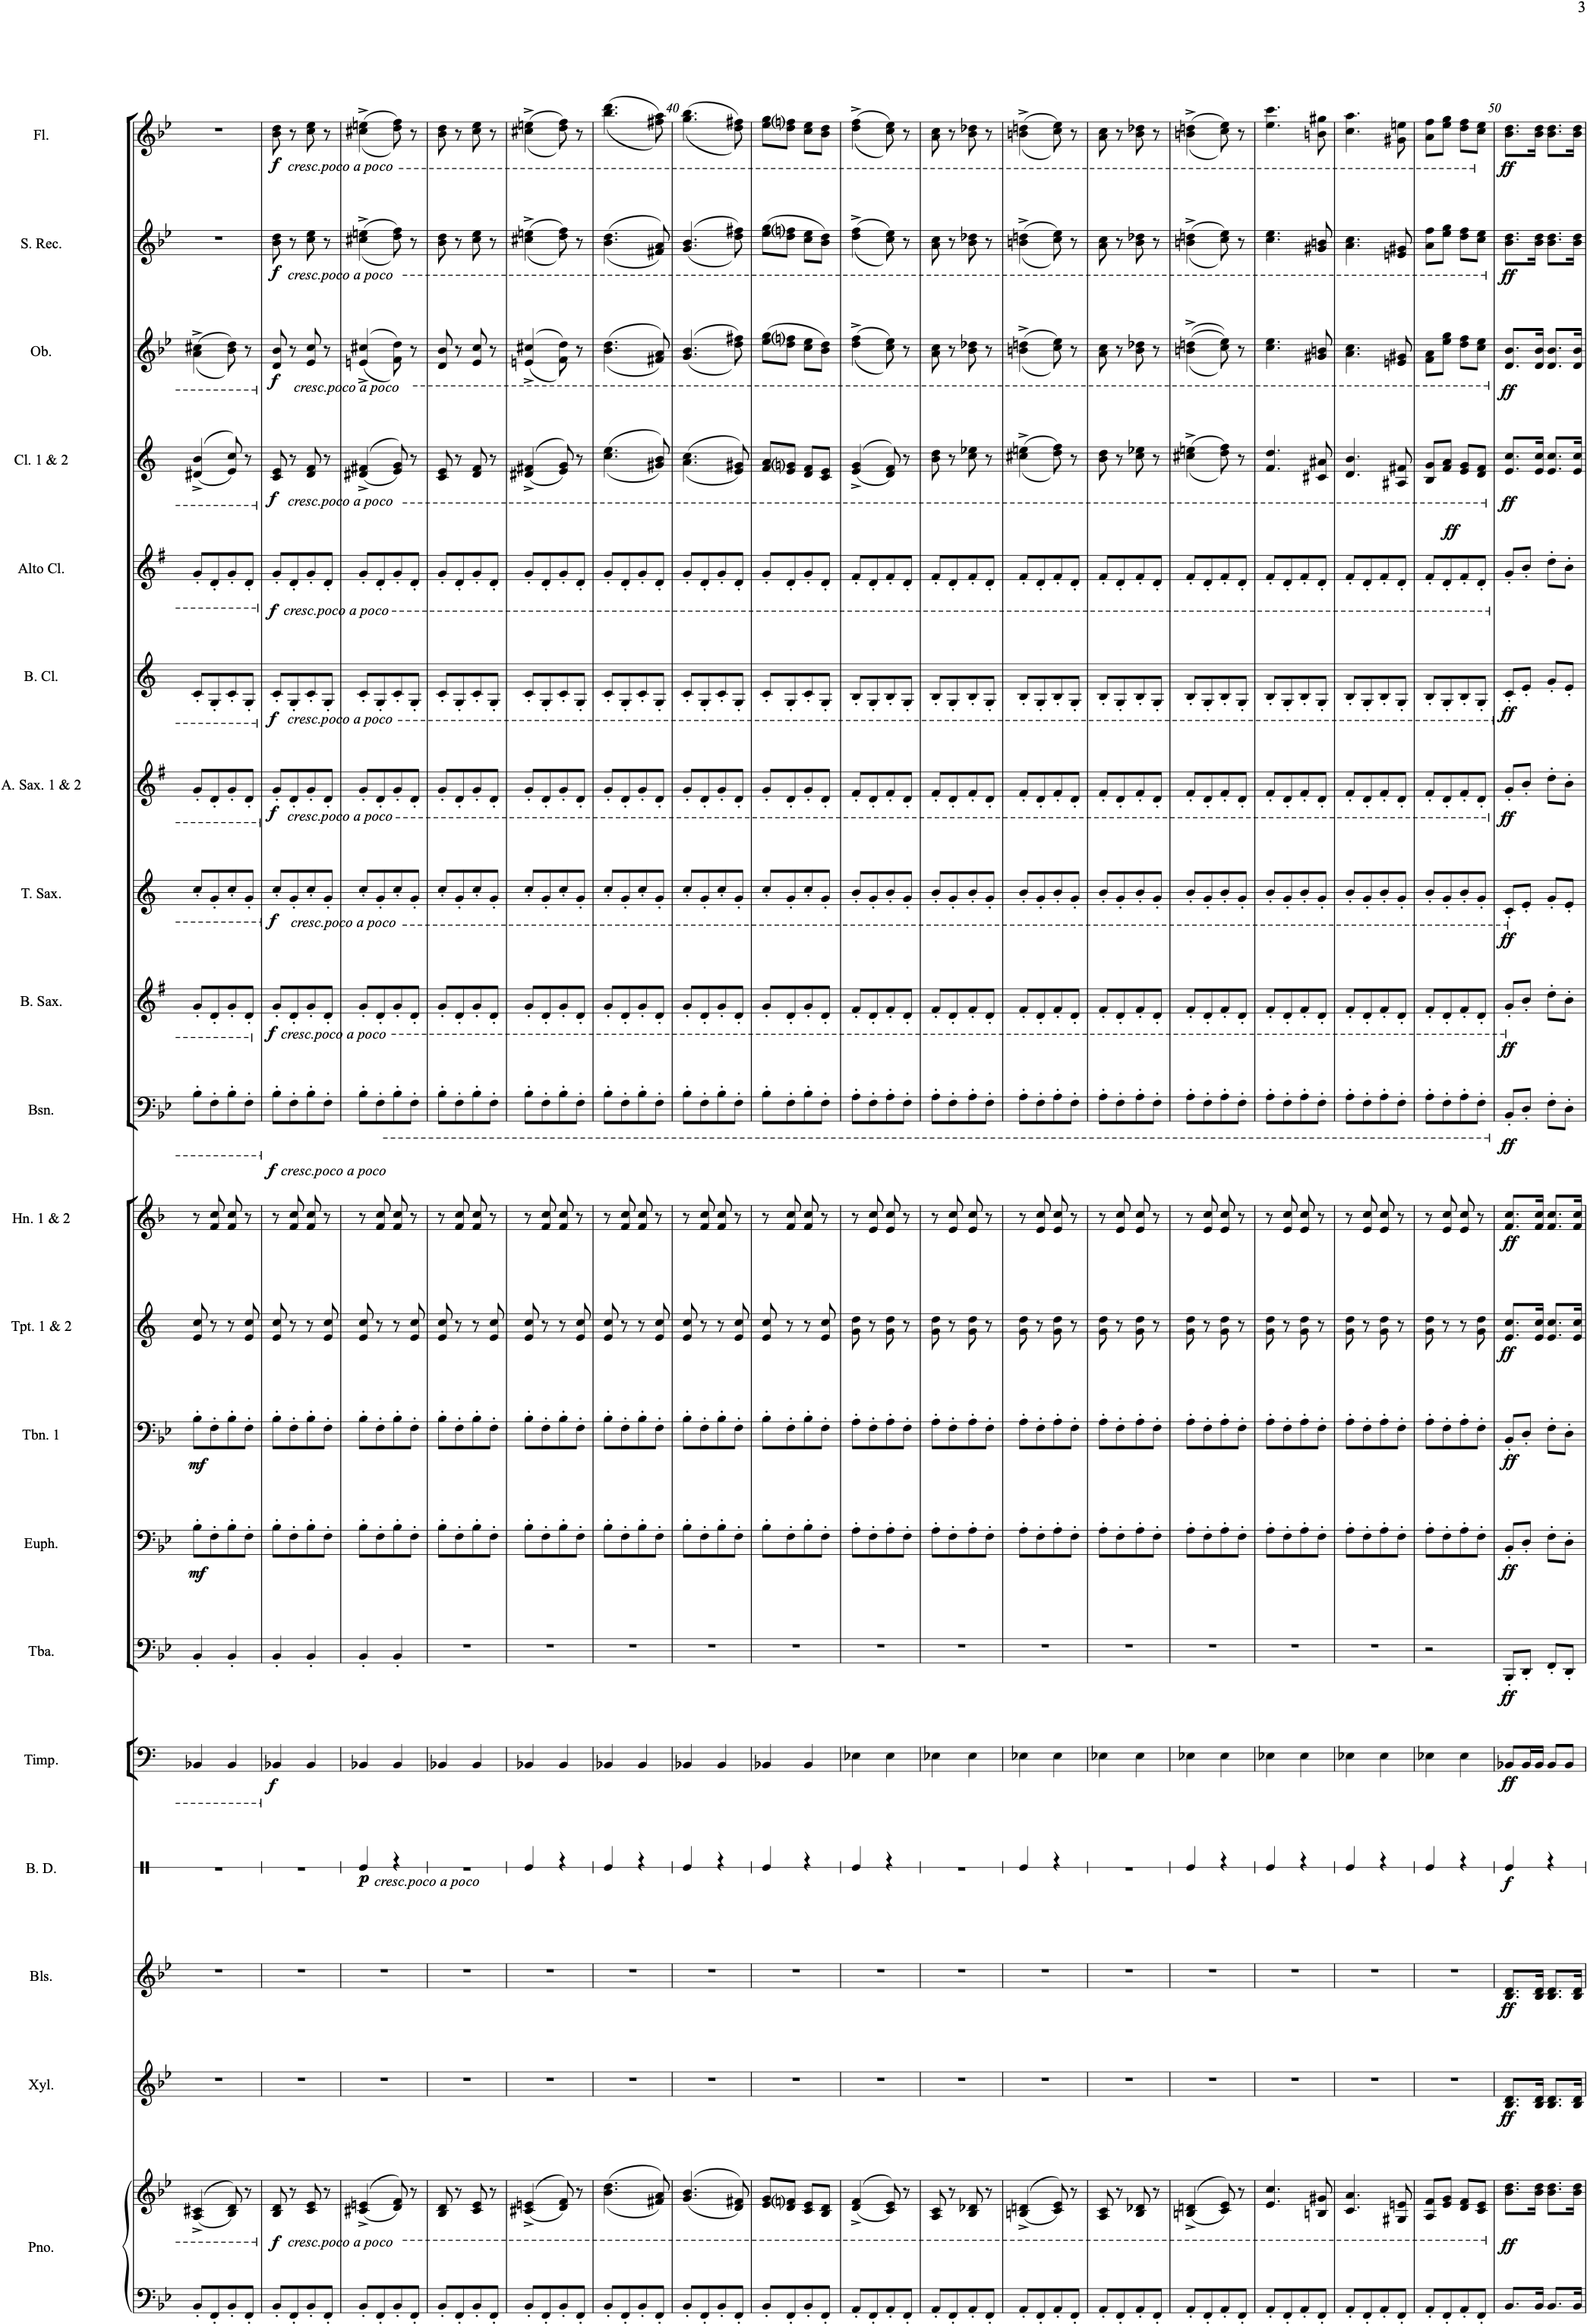 3
40
50
Fl.
f cresc.poco a poco
ff
S. Rec.
f cresc.poco a poco
ff
Ob.
f cresc.poco a poco
ff
Cl. 1 & 2
f cresc.poco a poco
ff
ff
Alto Cl.
f cresc.poco a poco
B. Cl.
f cresc.poco a poco
ff
A. Sax. 1 & 2
f cresc.poco a poco
ff
T. Sax.
f cresc.poco a poco
ff
B. Sax.
f cresc.poco a poco
ff
Bsn.
ff
f cresc.poco a poco
Hn. 1 & 2
ff
Tpt. 1 & 2
ff
Tbn. 1
mf
ff
Euph.
mf
ff
Tba.
ff
Timp.
f
ff
B. D.
p cresc.poco a poco
f
Bls.
ff
Xyl.
ff
Pno.
f cresc.poco a poco
ff